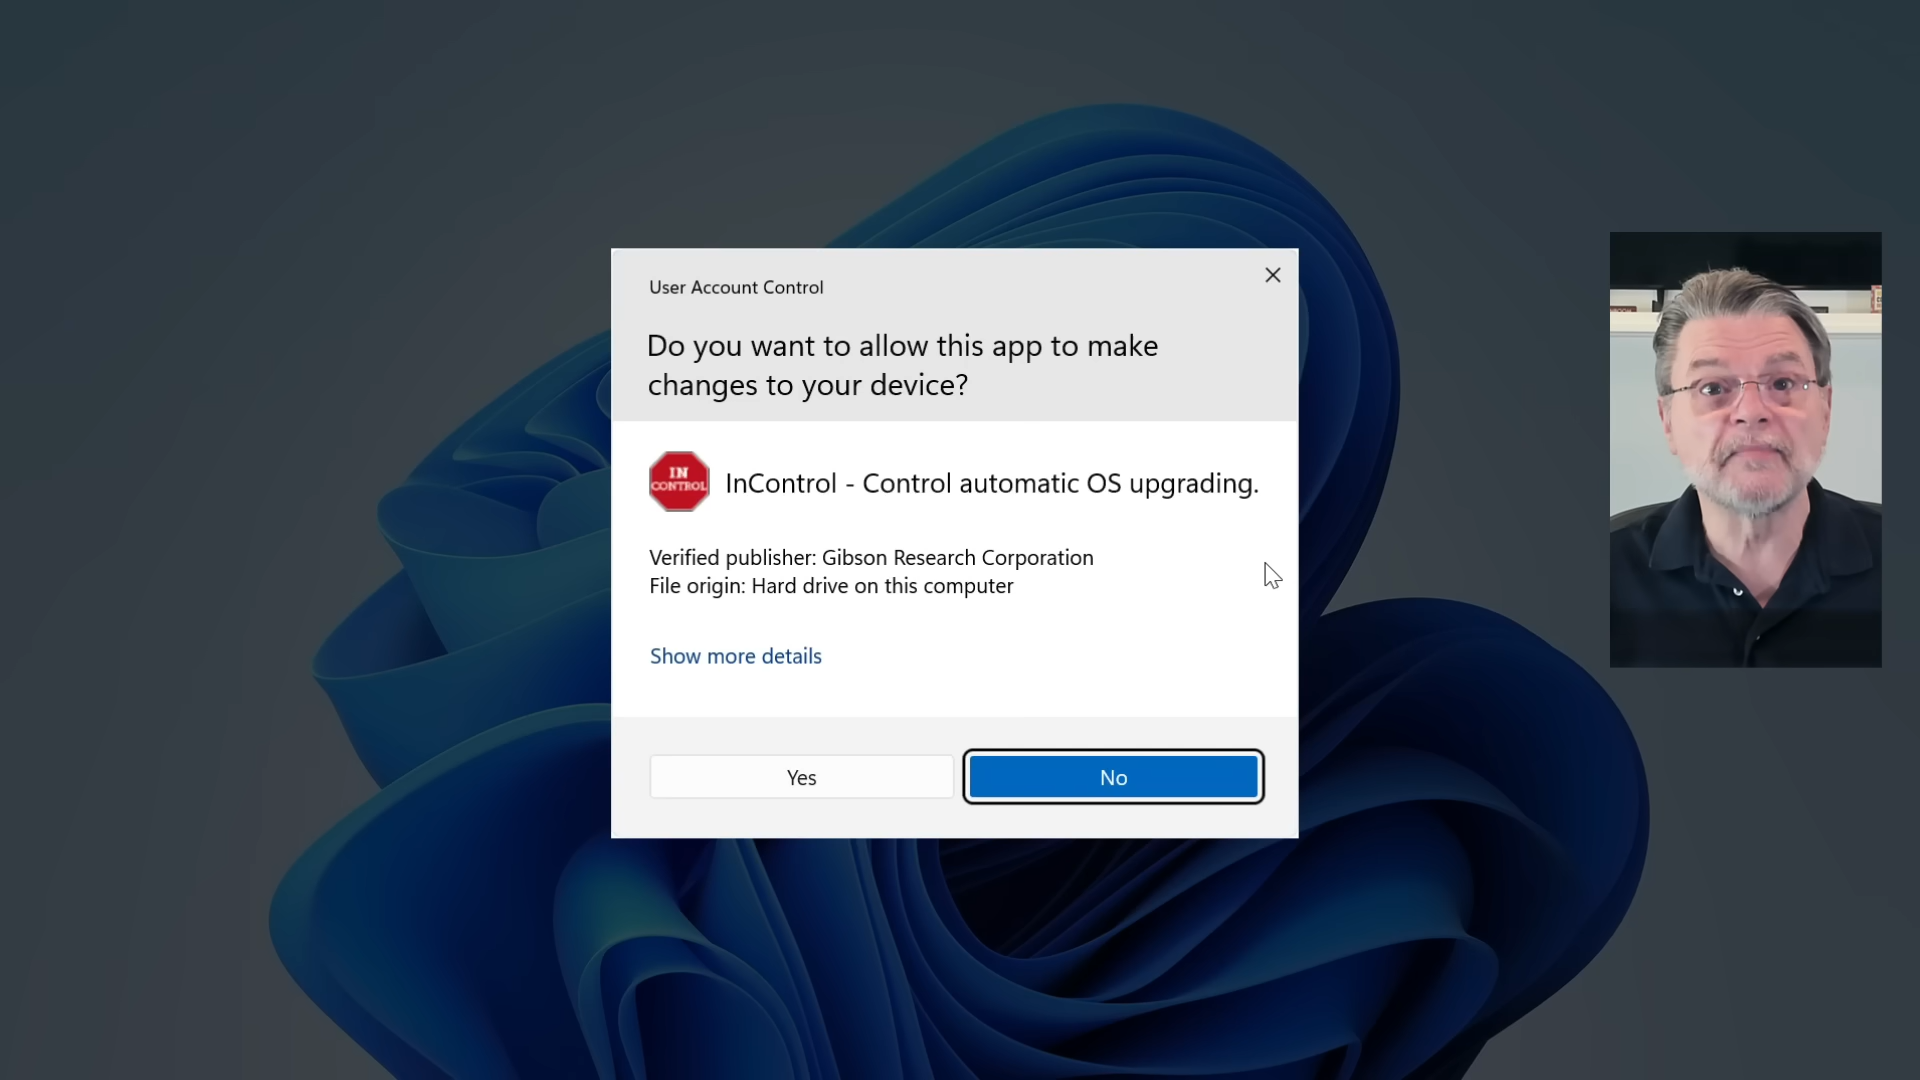 User Account Control
Do you want to allow this app to make
changes to your device?
IN
CONTROL
InControl - Control automatic OS upgrading.
Verified publisher: Gibson Research Corporation
File origin: Hard drive on this computer
Show more details
Yes
No